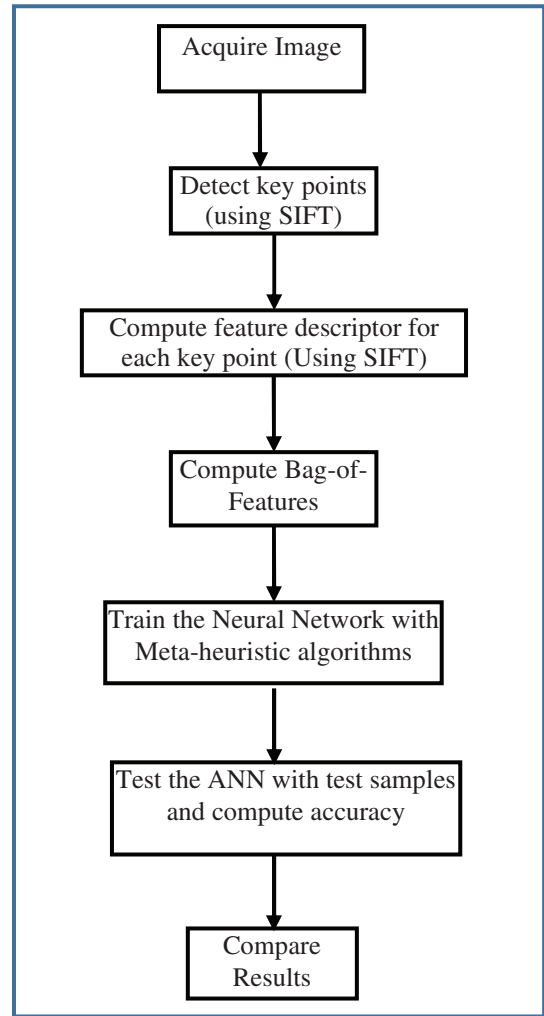 Acquire Image
Detect key points
(using SIFT)
Compute feature descriptor for
each key point (Using SIFT)
Compute Bag-of-
Features
Train the Neural Network with
Meta-heuristic algorithms
Test the ANN with test samples
and compute accuracy
Compare
Results